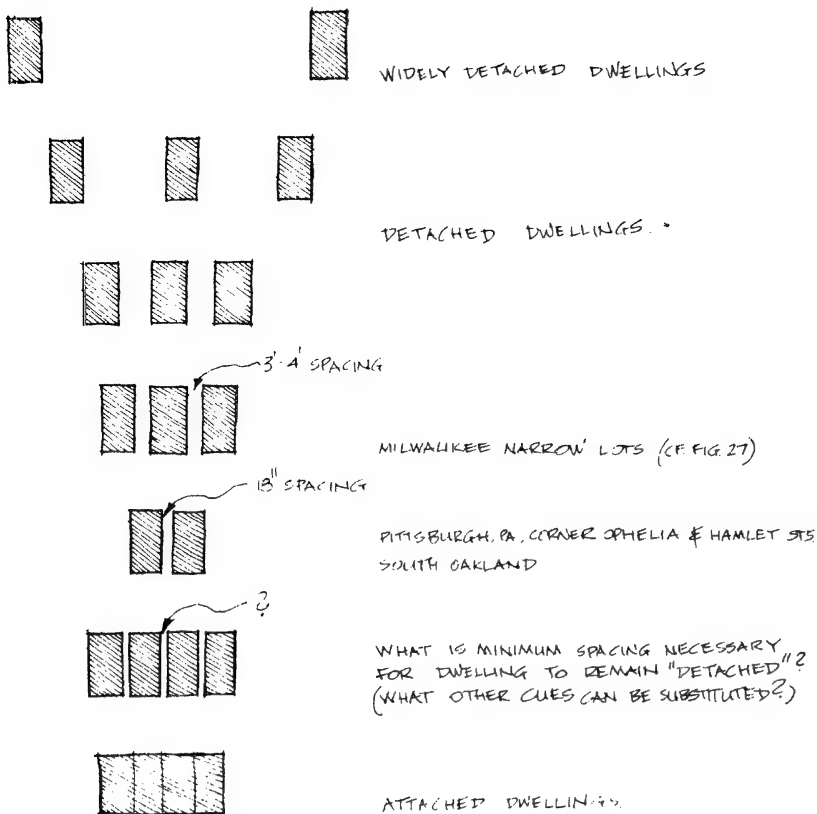 WIDELY DETACHED DWELLINGS
DETACHED DWELLINGS.
3'-4' SPACING
MILWAUKEE NARROW LOTS (CF. FIG. 27)
18" SPACING
PITTSBURGH, PA, CORNER OPHELIA & HAMLET STS
SOUTH OAKLAND
?
WHAT IS MINIMUM SPACING NECESSARY
FOR DWELLING TO REMAIN "DETACHED"?
(WHAT OTHER CUES CAN BE SUBSTITUTED?)
ATTACHED DWELLINGS.